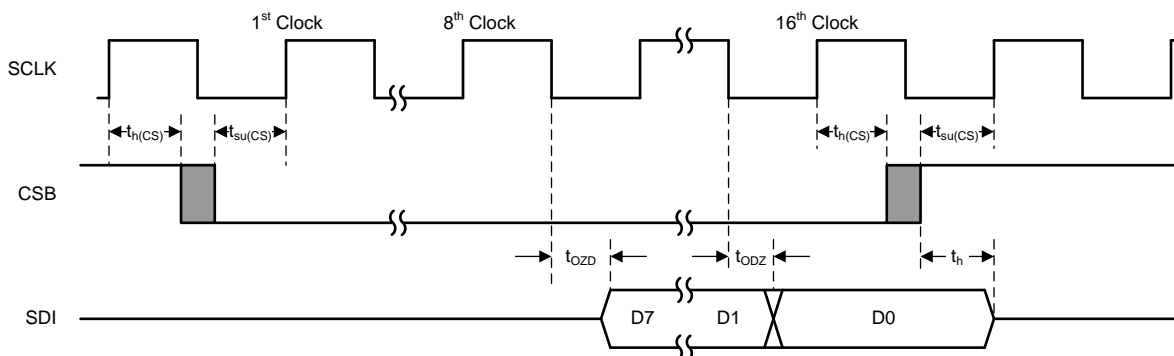 1st Clock 8th Clock 16th Clock
SCLK
th(CS) tsu(CS) th(CS) tsu(CS)
CSB
tOZD tODZ th
SDI D7 D1 D0